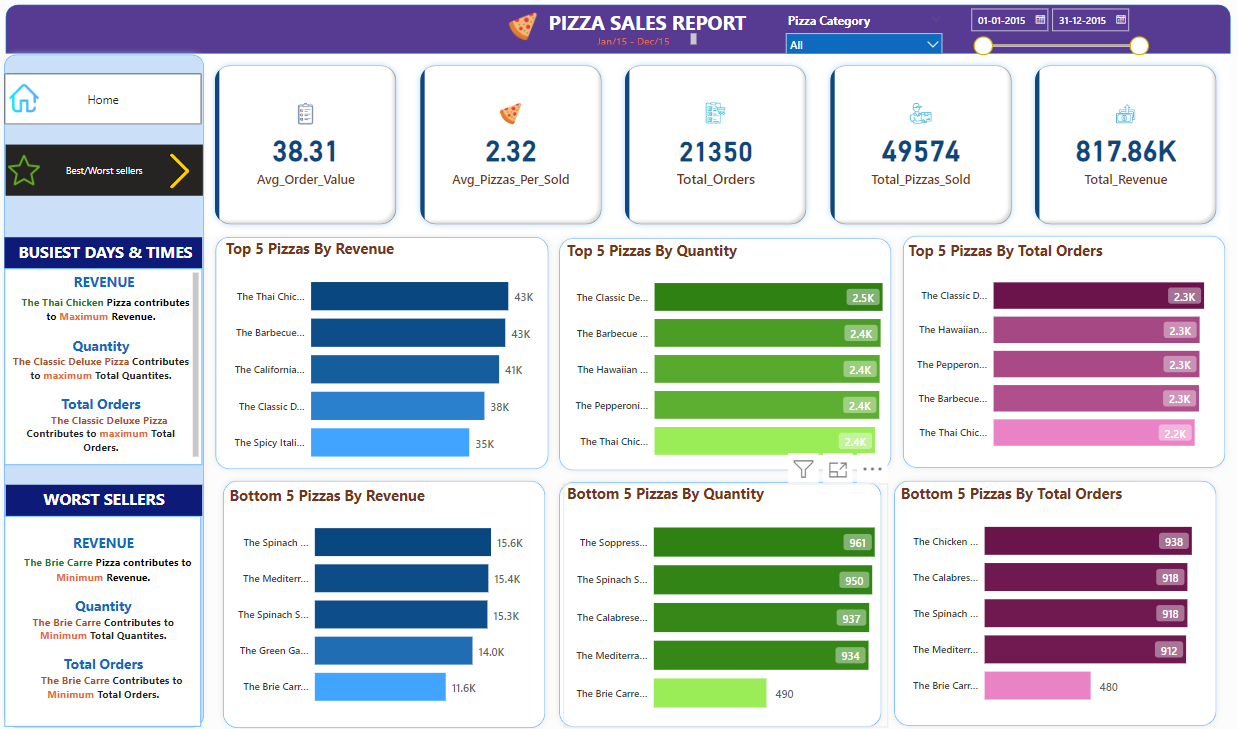 PIZZA SALES REPORT
Jan/15 - Dec/15
Pizza Category
All
01-01-2015
31-12-2015
Home
Best/Worst sellers
BUSIEST DAYS & TIMES
REVENUE
The Thai Chicken Pizza contributes
to Maximum Revenue.
Quantity
The Classic Deluxe Pizza Contributes
to maximum Total Quantites.
Total Orders
The Classic Deluxe Pizza
Contributes to maximum Total
Orders.
WORST SELLERS
REVENUE
The Brie Carre Pizza contributes to
Minimum Revenue.
Quantity
The Brie Carre Contributes to
Minimum Total Quantites.
Total Orders
The Brie Carre Contributes to
Minimum Total Orders.
38.31
Avg_Order_Value
2.32
Avg_Pizzas_Per_Sold
21350
Total_Orders
49574
Total_Pizzas_Sold
817.86K
Total_Revenue
Top 5 Pizzas By Revenue
The Thai Chic... 43K
The Barbecue... 43K
The California... 41K
The Classic D... 38K
The Spicy Itali... 35K
Top 5 Pizzas By Quantity
The Classic De... 2.5K
The Barbecue ... 2.4K
The Hawaiian ... 2.4K
The Pepperoni... 2.4K
The Thai Chic... 2.4K
Top 5 Pizzas By Total Orders
The Classic D... 2.3K
The Hawaiian... 2.3K
The Pepperon... 2.3K
The Barbecue... 2.3K
The Thai Chic... 2.2K
Bottom 5 Pizzas By Revenue
The Spinach ... 15.6K
The Mediterr... 15.4K
The Spinach S... 15.3K
The Green Ga... 14.0K
The Brie Carr... 11.6K
Bottom 5 Pizzas By Quantity
The Soppress... 961
The Spinach S... 950
The Calabrese... 937
The Mediterra... 934
The Brie Carre... 490
Bottom 5 Pizzas By Total Orders
The Chicken ... 938
The Calabres... 918
The Spinach ... 918
The Mediterr... 912
The Brie Carr... 480